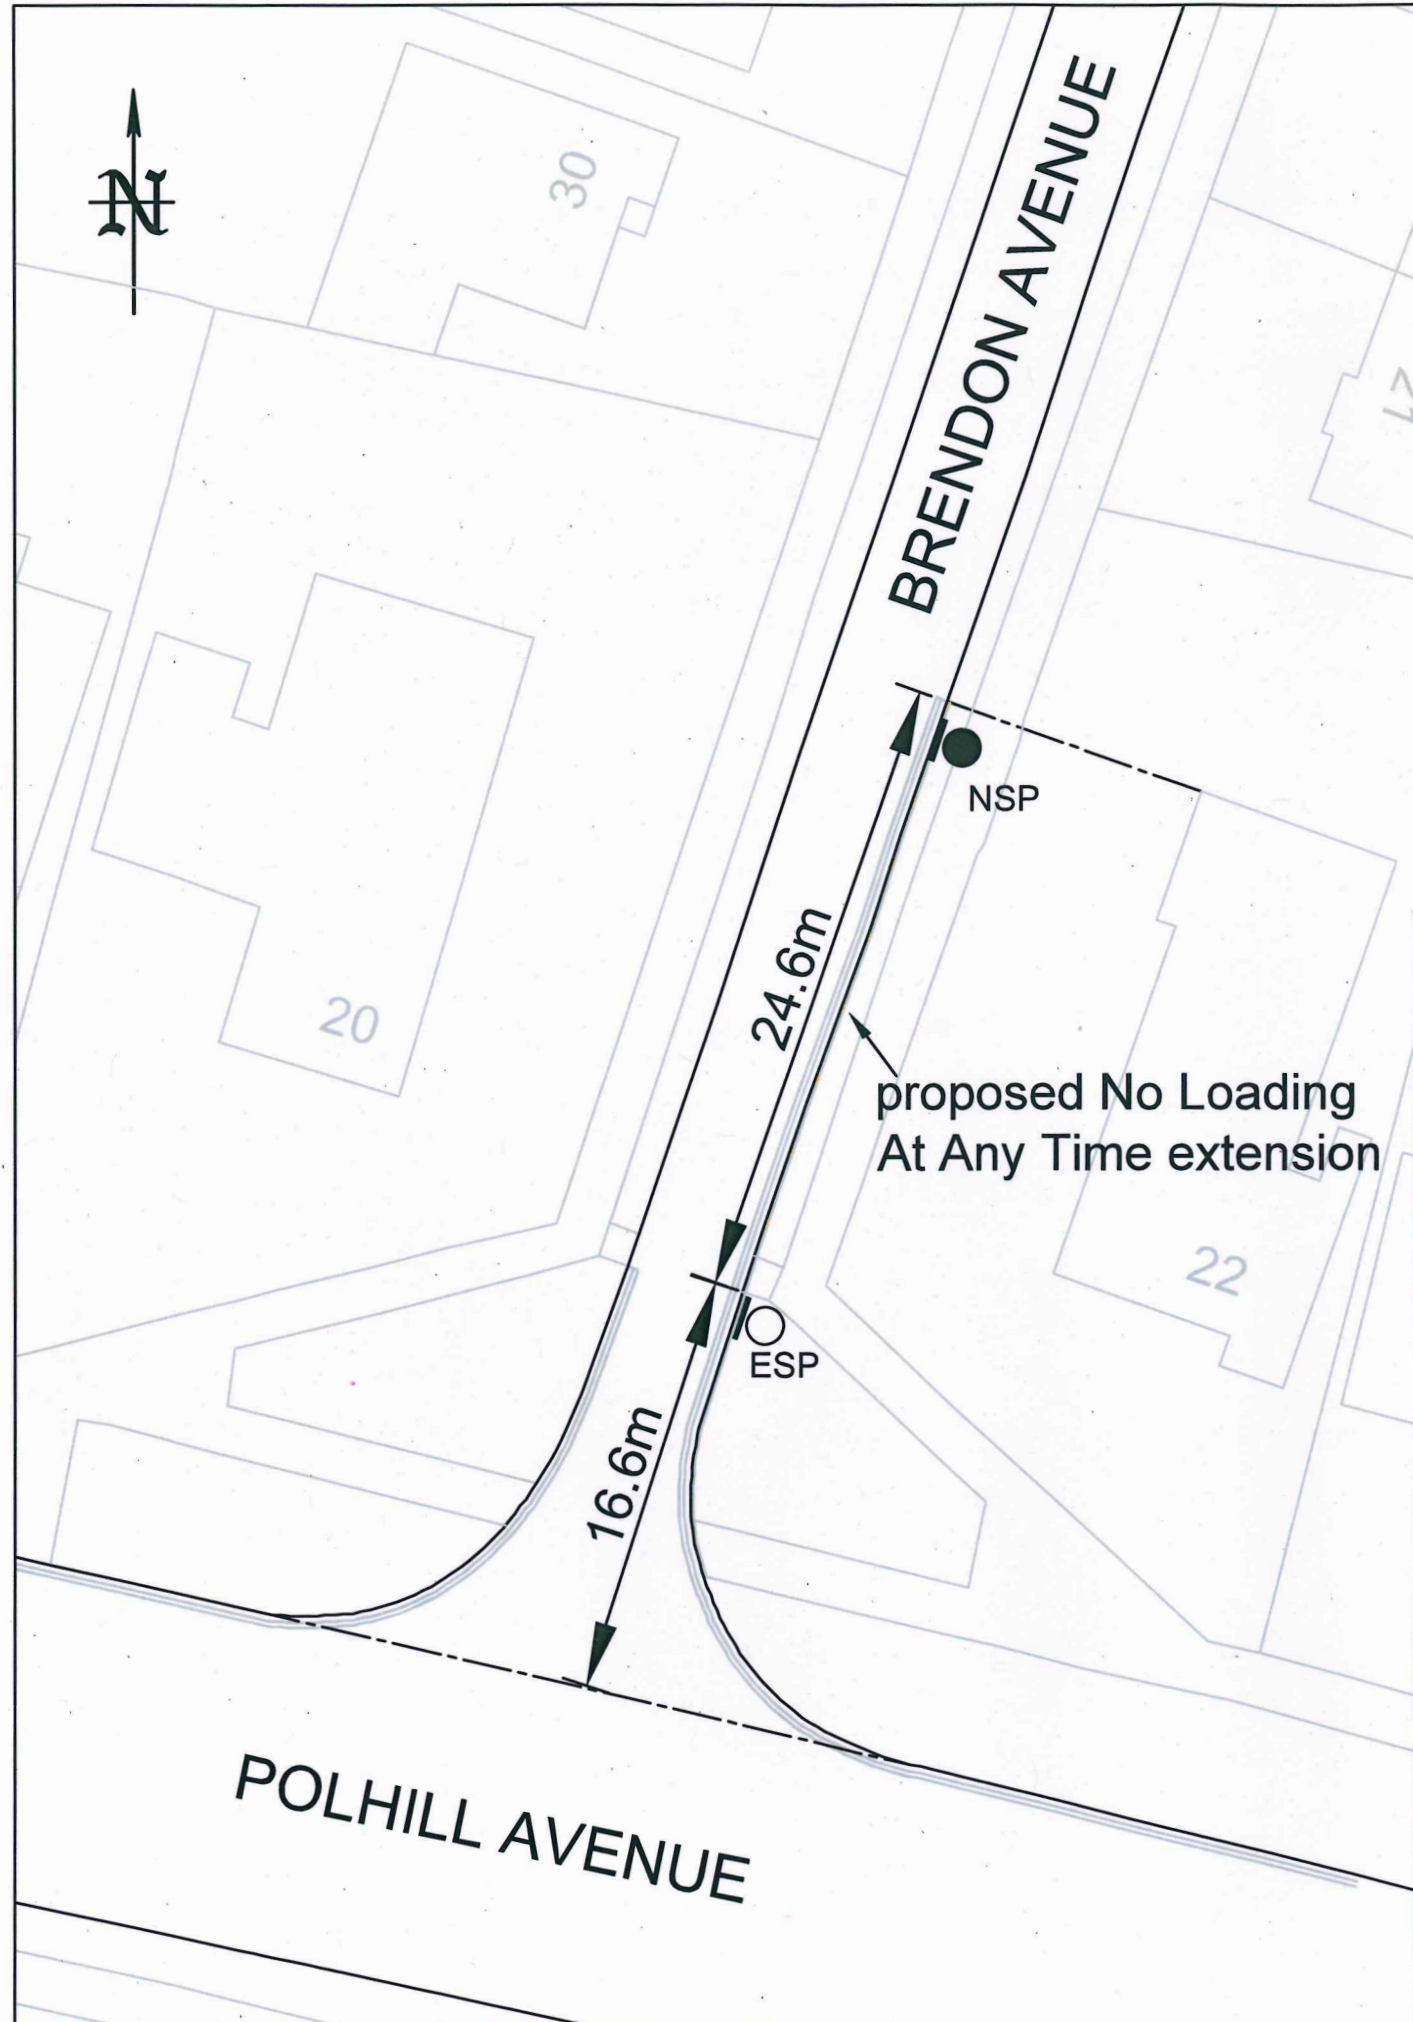 N
30
BRENDON AVENUE
NSP
24.6m
20
proposed No Loading
At Any Time extension
22
ESP
16.6m
POLHILL AVENUE